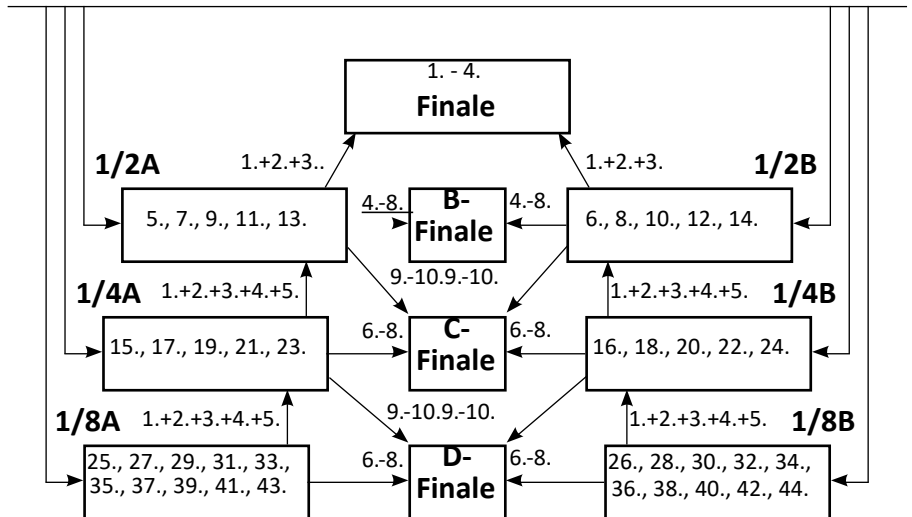 1. - 4.
Finale
1/2A
1.+2.+3..
1.+2.+3.
1/2B
5., 7., 9., 11., 13.
4.-8.
B-
Finale
4.-8.
6., 8., 10., 12., 14.
9.-10.9.-10.
1/4A
1.+2.+3.+4.+5.
1.+2.+3.+4.+5.
1/4B
15., 17., 19., 21., 23.
6.-8.
C-
Finale
6.-8.
16., 18., 20., 22., 24.
9.-10.9.-10.
1/8A
1.+2.+3.+4.+5.
1.+2.+3.+4.+5.
1/8B
25., 27., 29., 31., 33.,
35., 37., 39., 41., 43.
6.-8.
D-
Finale
6.-8.
26., 28., 30., 32., 34.,
36., 38., 40., 42., 44.